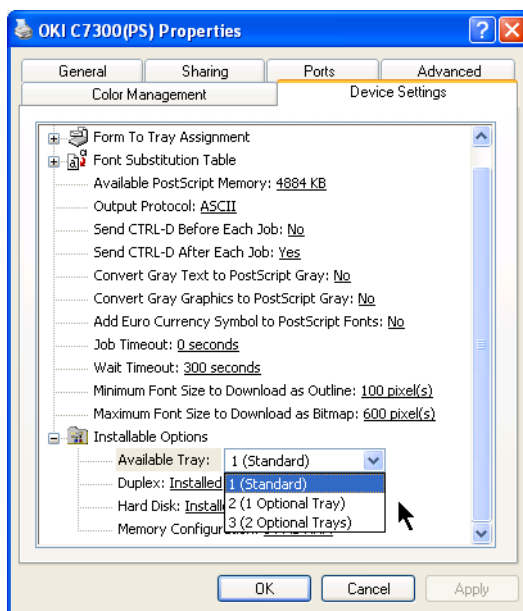 OKI C7300(PS) Properties
General Sharing Ports Advanced
Color Management Device Settings
Form To Tray Assignment
Font Substitution Table
Available PostScript Memory: 4884 KB
Output Protocol: ASCII
Send CTRL-D Before Each Job: No
Send CTRL-D After Each Job: Yes
Convert Gray Text to PostScript Gray: No
Convert Gray Graphics to PostScript Gray: No
Add Euro Currency Symbol to PostScript Fonts: No
Job Timeout: 0 seconds
Wait Timeout: 300 seconds
Minimum Font Size to Download as Outline: 100 pixel(s)
Maximum Font Size to Download as Bitmap: 600 pixel(s)
Installable Options
Available Tray: 1 (Standard)
Duplex: Installed 1 (Standard)
Hard Disk: 2 (1 Optional Tray)
Memory 3 (2 Optional Trays)
OK Cancel Apply